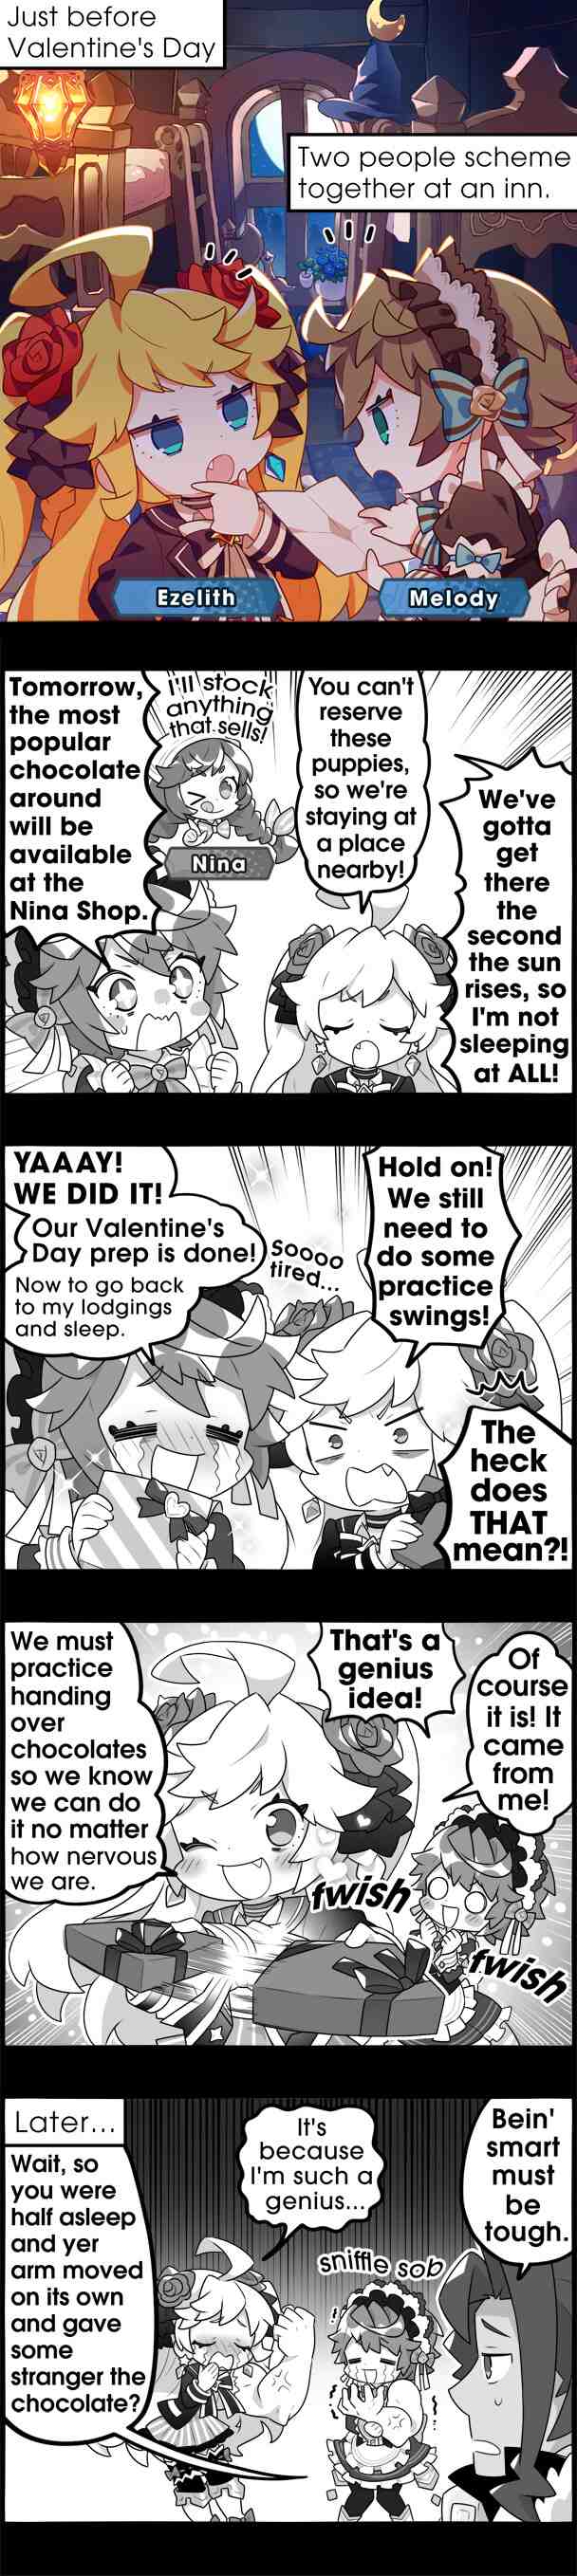 Just before
Valentine's Day
Two people scheme
together at an inn.
Ezelith
Melody
Tomorrow,
the most
popular
chocolate
around
will be
available
at the
Nina Shop.
I'll stock
anything
that sells!
Nina
You can't
reserve
these
puppies,
so we're
staying at
a place
nearby!
We've
gotta
get
there
the
second
the sun
rises, so
I'm not
sleeping
at ALL!
YAAAY!
WE DID IT!
Our Valentine's
Day prep is done!
Now to go back
to my lodgings
and sleep.
Soooo
tired...
Hold on!
We still
need to
do some
practice
swings!
The
heck
does
THAT
mean?!
We must
practice
handing
over
chocolates
so we know
we can do
it no matter
how nervous
we are.
That's a
genius
idea!
Of
course
it is! It
came
from
me!
fwish
fwish
Later...
Wait, so
you were
half asleep
and yer
arm moved
on its own
and gave
some
stranger the
chocolate?
It's
because
I'm such a
genius...
sniffle sob
Bein'
smart
must
be
tough.